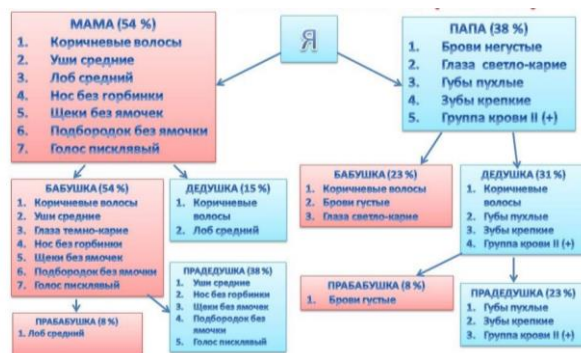 Я
МАМА (54 %)
1. Коричневые волосы
2. Уши средние
3. Лоб средний
4. Нос без горбинки
5. Щеки без ямочек
6. Подбородок без ямочки
7. Голос писклявый
ПАПА (38 %)
1. Брови негустые
2. Глаза светло-карие
3. Губы пухлые
4. Зубы крепкие
5. Группа крови II (+)
БАБУШКА (54 %)
1. Коричневые волосы
2. Уши средние
3. Глаза темно-карие
4. Нос без горбинки
5. Щеки без ямочек
6. Подбородок без ямочки
7. Голос писклявый
ДЕДУШКА (15 %)
1. Коричневые
волосы
2. Лоб средний
БАБУШКА (23 %)
1. Коричневые волосы
2. Брови густые
3. Глаза светло-карие
ДЕДУШКА (31 %)
1. Коричневые
волосы
2. Губы пухлые
3. Зубы крепкие
4. Группа крови II (+)
ПРАБАБУШКА (8 %)
1. Лоб средний
ПРАДЕДУШКА (38 %)
1. Уши средние
2. Нос без горбинки
3. Щеки без ямочек
4. Подбородок без
ямочки
5. Голос писклявый
ПРАБАБУШКА (8 %)
1. Брови густые
ПРАДЕДУШКА (23 %)
1. Губы пухлые
2. Зубы крепкие
3. Группа крови II (+)